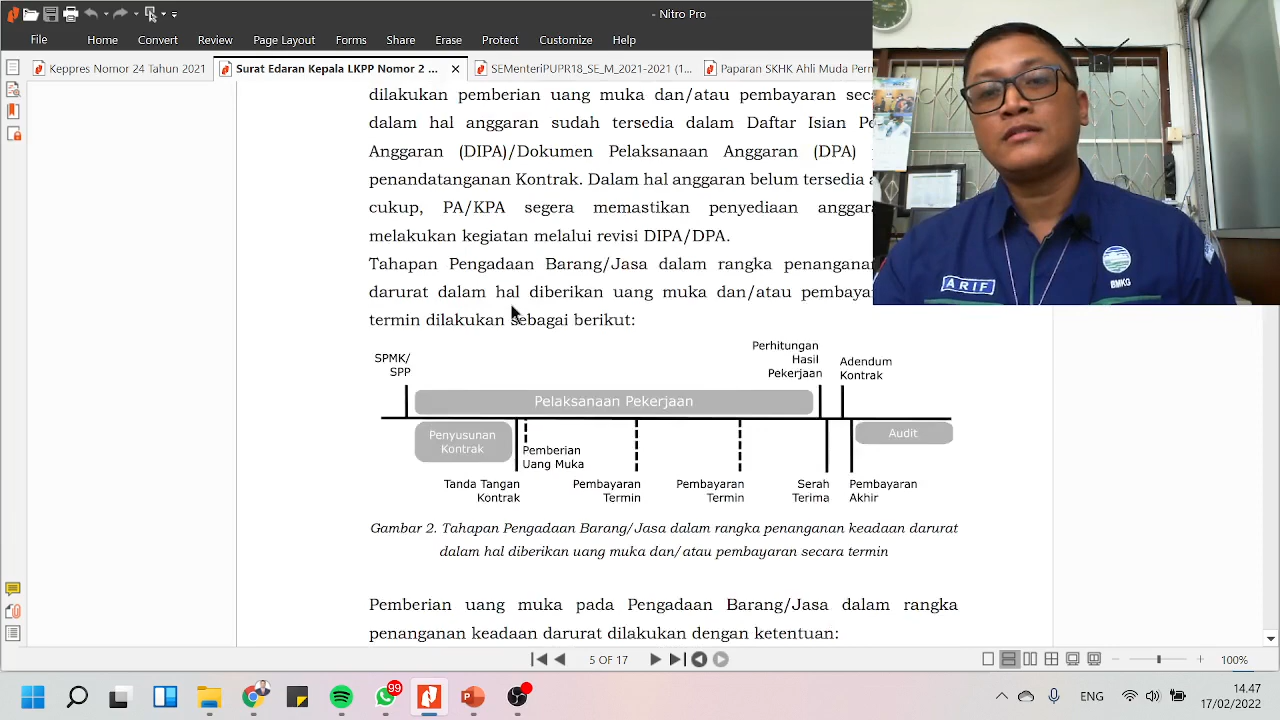 - Nitro Pro
File Home Convert Review Page Layout Forms Share Erase Protect Customize Help
Keppres Nomor 24 Tahun 2021 Surat Edaran Kepala LKPP Nomor 2 ... SEMenteriPUPR18_SE_M_2021-2021 (1... Paparan SKHK Ahli Muda Per
dilakukan pemberian uang muka dan/atau pembayaran seca
dalam hal anggaran sudah tersedia dalam Daftar Isian Pe
Anggaran (DIPA)/Dokumen Pelaksanaan Anggaran (DPA)
penandatanganan Kontrak. Dalam hal anggaran belum tersedia a
cukup, PA/KPA segera memastikan penyediaan anggara
melakukan kegiatan melalui revisi DIPA/DPA.
Tahapan Pengadaan Barang/Jasa dalam rangka penanganan
darurat dalam hal diberikan uang muka dan/atau pembaya
termin dilakukan sebagai berikut:
SPMK/
SPP
Perhitungan
Hasil
Pekerjaan
Adendum
Kontrak
Pelaksanaan Pekerjaan
Penyusunan
Kontrak
Pemberian
Uang Muka
Audit
Tanda Tangan
Kontrak
Pembayaran
Termin
Pembayaran
Termin
Serah
Terima
Pembayaran
Akhir
Gambar 2. Tahapan Pengadaan Barang/Jasa dalam rangka penanganan keadaan darurat
dalam hal diberikan uang muka dan/atau pembayaran secara termin
Pemberian uang muka pada Pengadaan Barang/Jasa dalam rangka
penanganan keadaan darurat dilakukan dengan ketentuan:
ARIF
BMKG
5 OF 17
100%
99
ENG
14.47
17/02/2022